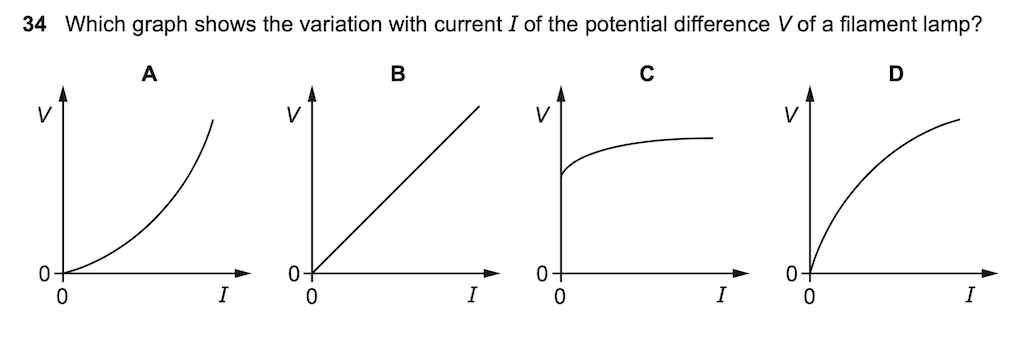 34 Which graph shows the variation with current I of the potential difference V of a filament lamp?
A B C D
V V V V
0 0 0 0
0 I 0 I 0 I 0 I